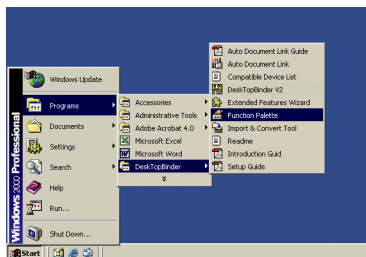 Auto Document Link Guide
Auto Document Link
Compatible Device List
DeskTopBinder V2
Extended Features Wizard
Function Palette
Import & Convert Tool
Readme
Introduction Guid
Setup Guide
Accessories
Administrative Tools
Adobe Acrobat 4.0
Microsoft Excel
Microsoft Word
DeskTopBinder
Windows Update
Programs
Documents
Settings
Search
Help
Run...
Shut Down...
Windows 2000 Professional
Start